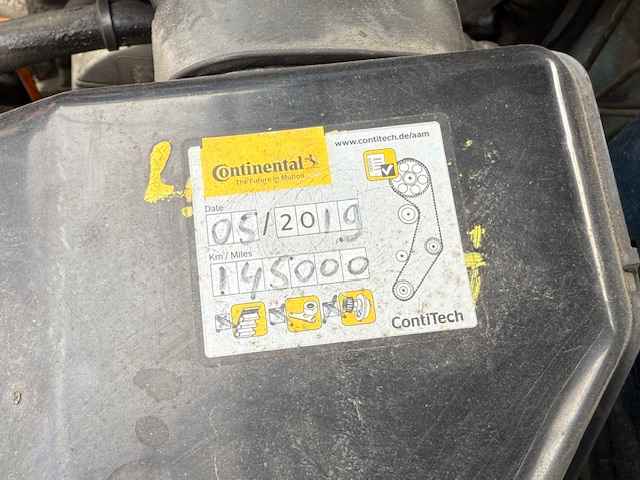 www.contitech.de/aam
Continental
The Future in Motion
Date
05/2019
Km / Miles
145000
ContiTech